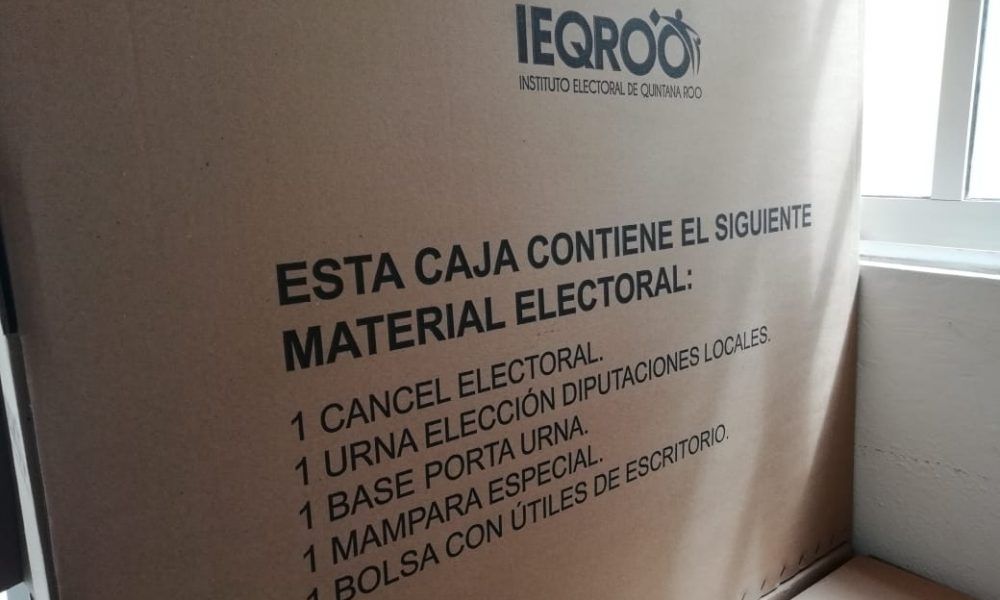 IEQROO
INSTITUTO ELECTORAL DE QUINTANA ROO
ESTA CAJA CONTIENE EL SIGUIENTE
MATERIAL ELECTORAL:
1 CANCEL ELECTORAL.
1 URNA ELECCIÓN DIPUTACIONES LOCALES.
1 BASE PORTA URNA.
1 MAMPARA ESPECIAL.
1 BOLSA CON ÚTILES DE ESCRITORIO.